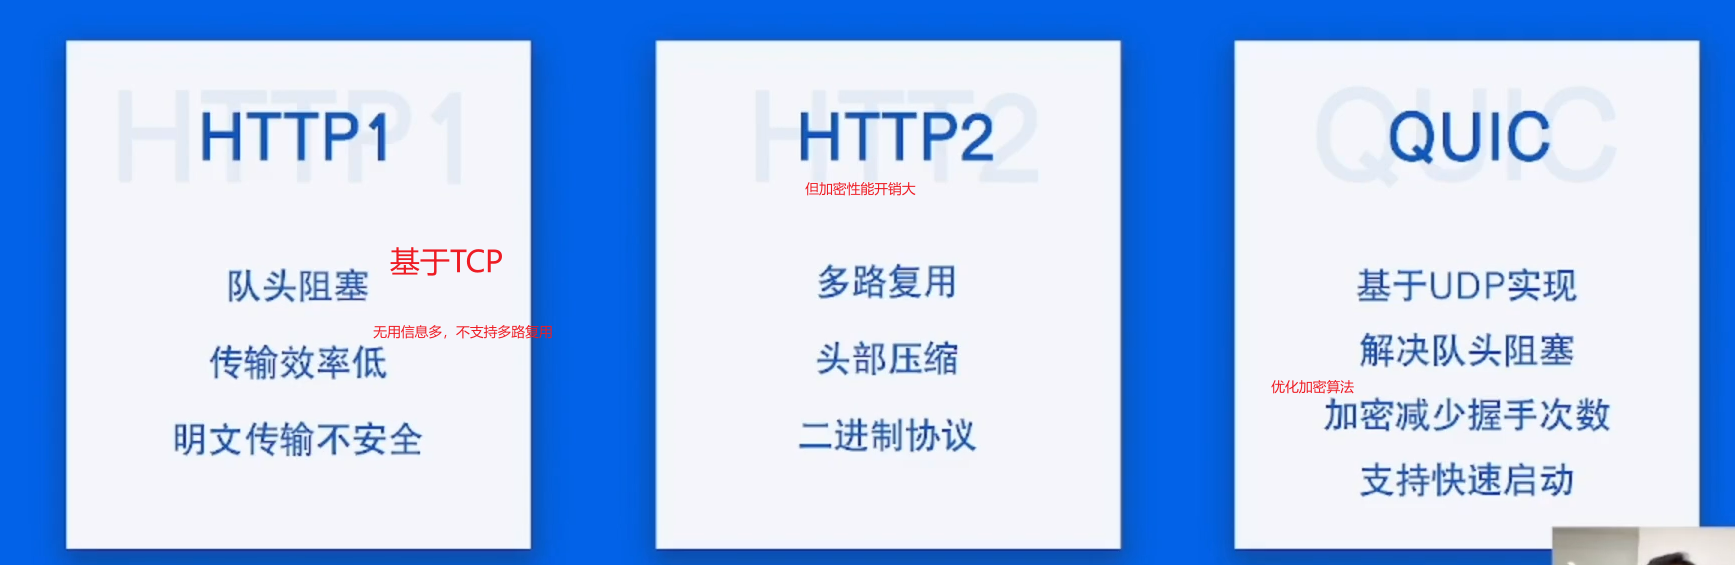 HTTP1
HTTP1
基于TCP
队头阻塞
无用信息多，不支持多路复用
传输效率低
明文传输不安全
HTTP2
HTT2
但加密性能开销大
多路复用
头部压缩
二进制协议
QUIC
QUIC
基于UDP实现
解决队头阻塞
优化加密算法
加密减少握手次数
支持快速启动